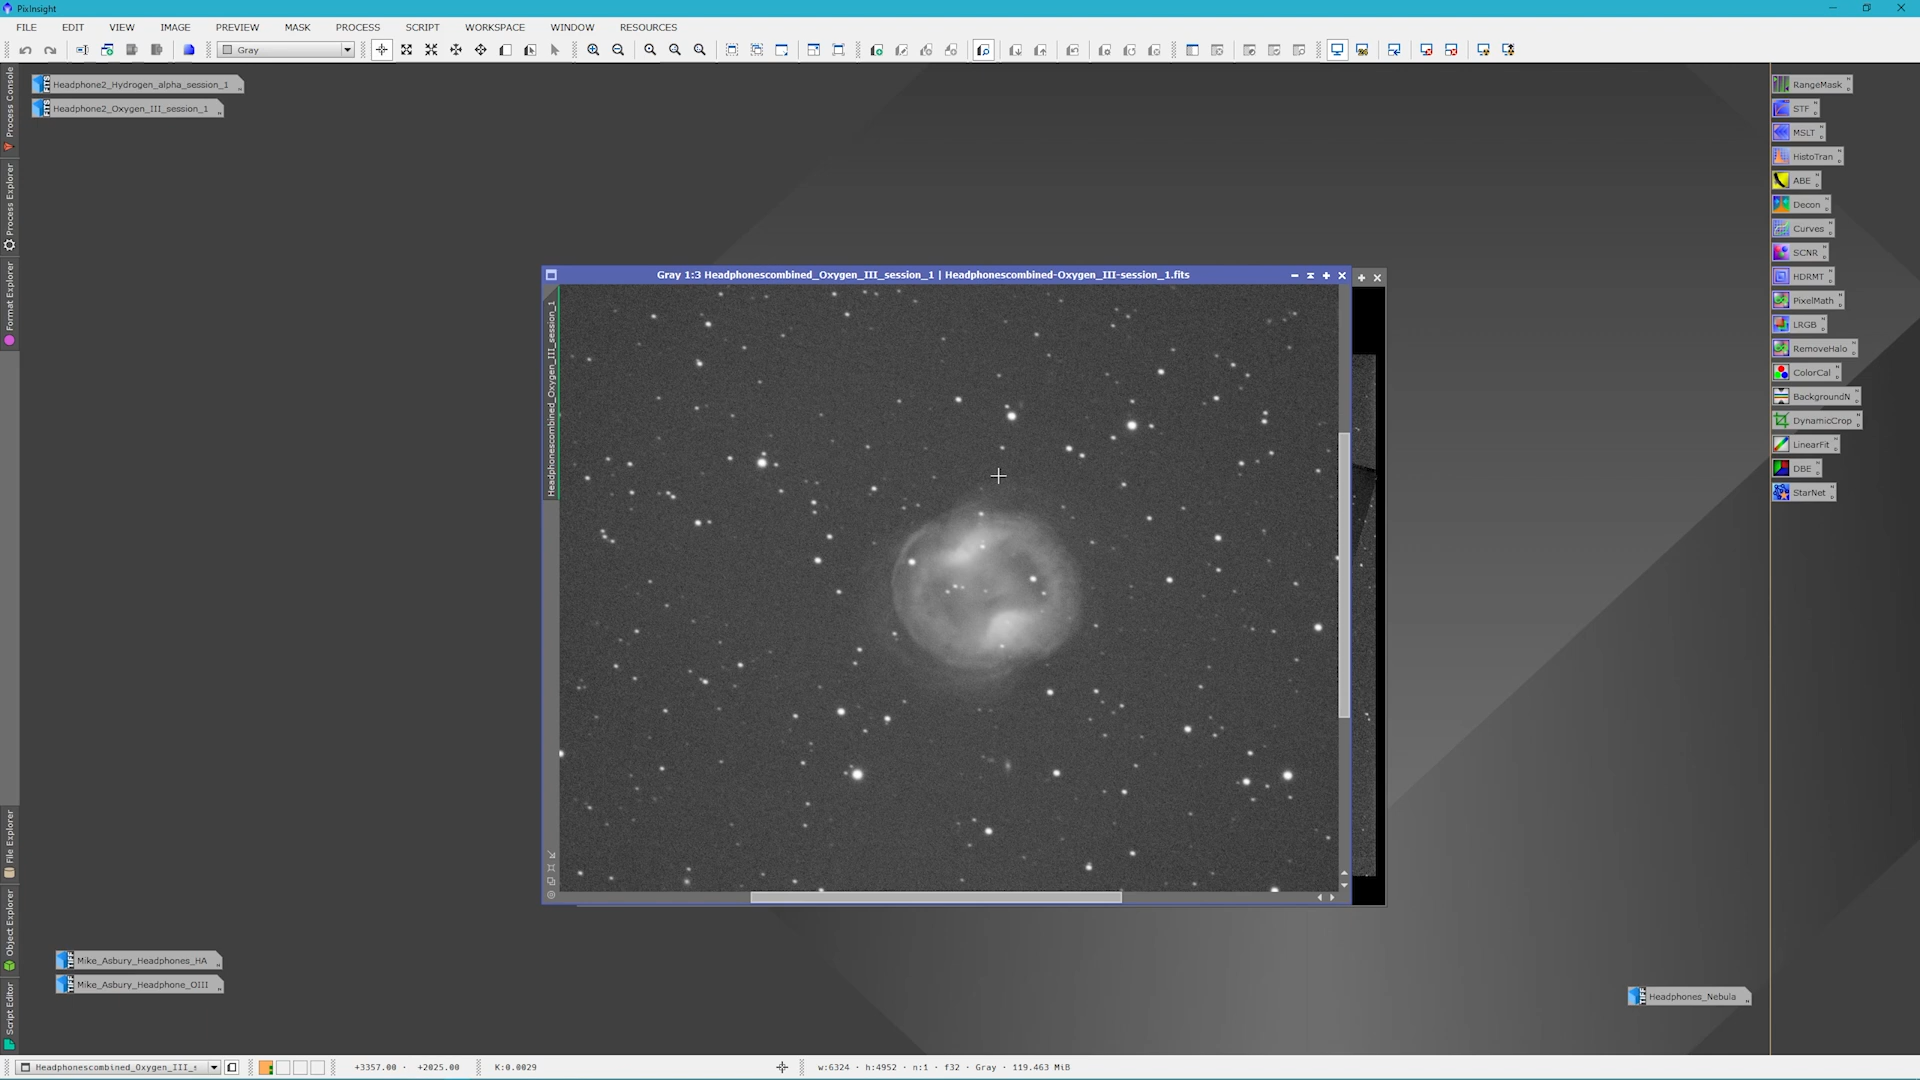 PixInsight
FILE EDIT VIEW IMAGE PREVIEW MASK PROCESS SCRIPT WORKSPACE WINDOW RESOURCES
Gray
Process Console
Process Explorer
Format Explorer
File Explorer
Object Explorer
Script Editor
Headphone2_Hydrogen_alpha_session_1
Headphone2_Oxygen_III_session_1
Gray 1:3 Headphonescombined_Oxygen_III_session_1 | Headphonescombined-Oxygen_III-session_1.fits
Headphonescombined_Oxygen_III_session_1
RangeMask
STF
MSLT
HistoTran
ABE
Decon
Curves
SCNR
HDRMT
PixelMath
LRGB
RemoveHalo
ColorCal
BackgroundN
DynamicCrop
LinearFit
DBE
StarNet
Mike_Asbury_Headphones_HA
Mike_Asbury_Headphone_OIII
Headphones_Nebula
Headphonescombined_Oxygen_III_s
+3357.00 · +2025.00
K:0.0029
w:6324 · h:4952 · n:1 · f32 · Gray · 119.463 MiB